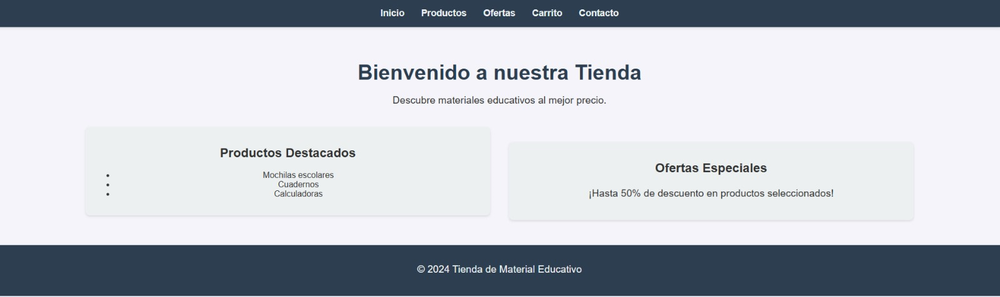 Inicio Productos Ofertas Carrito Contacto
Bienvenido a nuestra Tienda
Descubre materiales educativos al mejor precio.
Productos Destacados
• Mochilas escolares
• Cuadernos
• Calculadoras
Ofertas Especiales
¡Hasta 50% de descuento en productos seleccionados!
© 2024 Tienda de Material Educativo